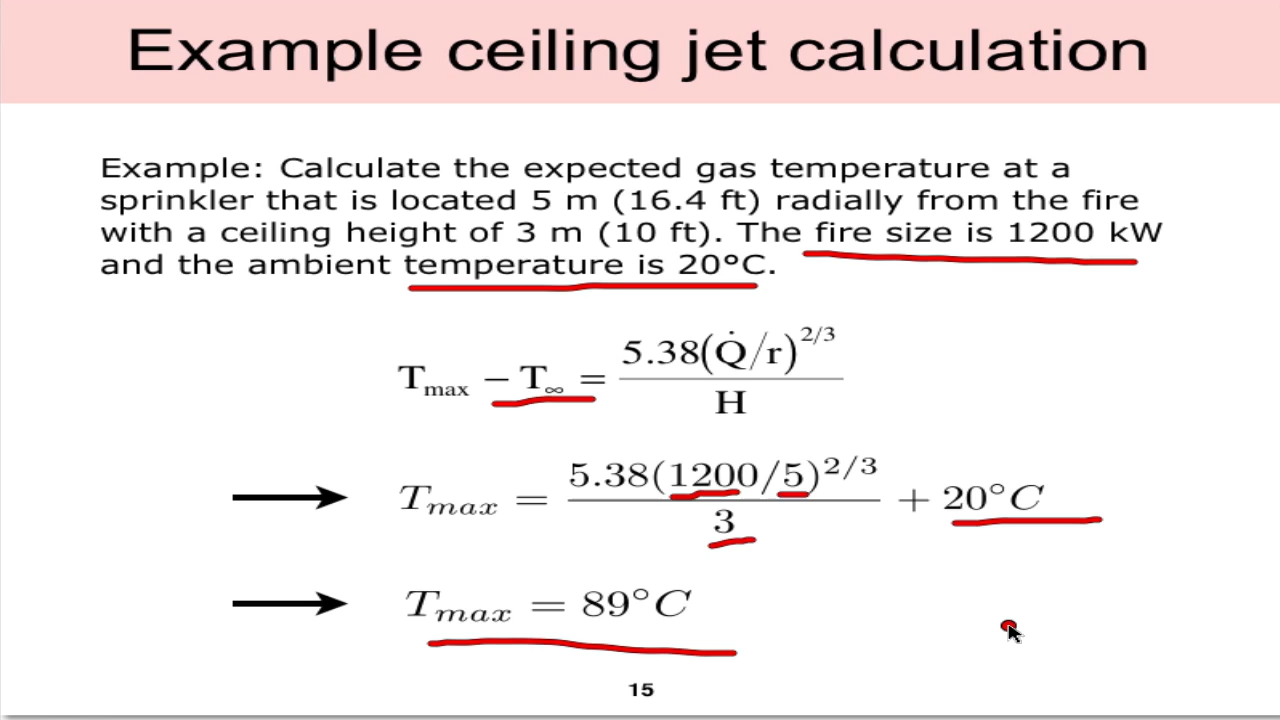 Example ceiling jet calculation
Example: Calculate the expected gas temperature at a
sprinkler that is located 5 m (16.4 ft) radially from the fire
with a ceiling height of 3 m (10 ft). The fire size is 1200 kW
and the ambient temperature is 20°C.
T_max − T_∞ = 5.38(Q̇/r)^2/3 / H
T_max = 5.38(1200/5)^2/3 / 3 + 20°C
T_max = 89°C
15